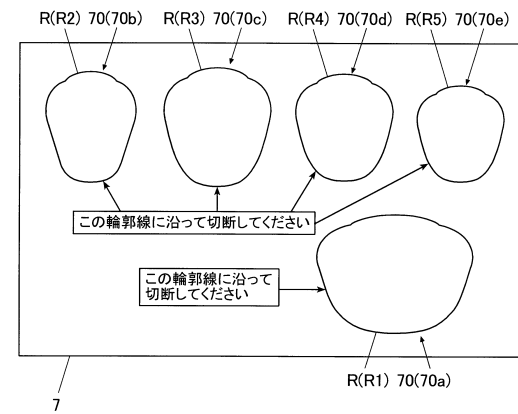 R(R2) 70(70b) R(R3) 70(70c) R(R4) 70(70d) R(R5) 70(70e)
この輪郭線に沿って切断してください
この輪郭線に沿って
切断してください
R(R1) 70(70a)
7